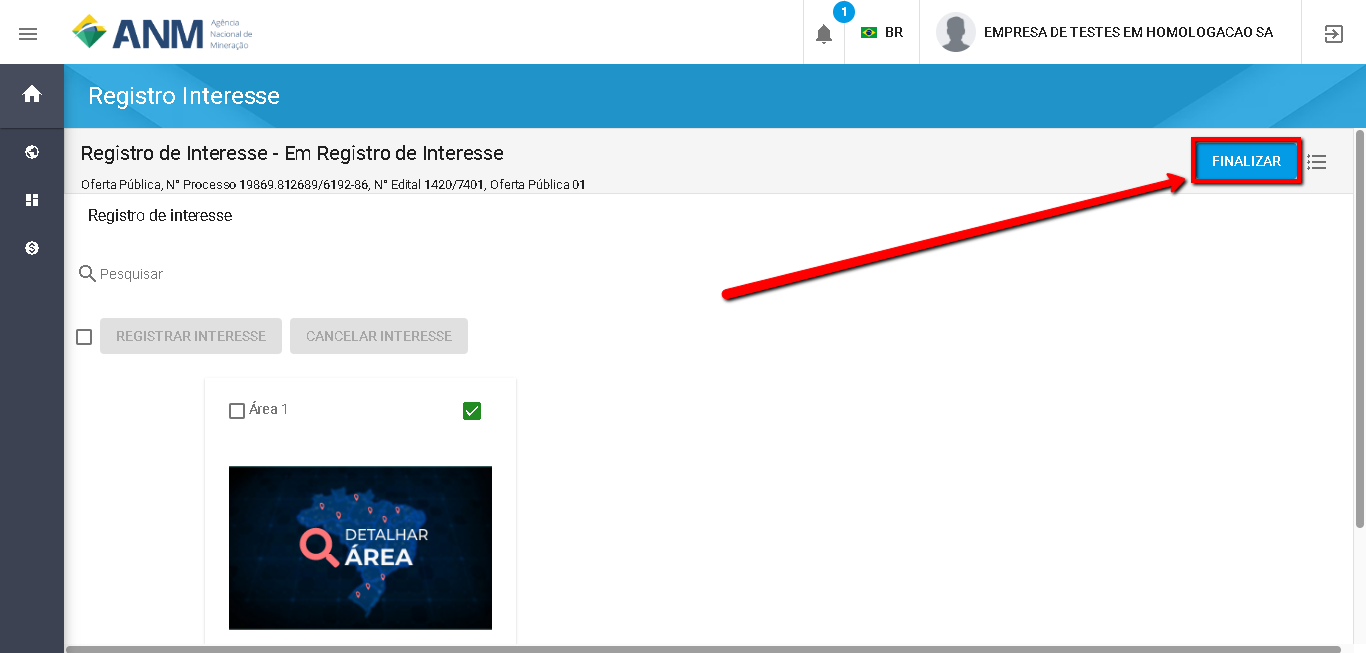 ANM
Agência
Nacional de
Mineração
1
BR
EMPRESA DE TESTES EM HOMOLOGACAO SA
Registro Interesse
Registro de Interesse - Em Registro de Interesse
FINALIZAR
Oferta Pública, N° Processo 19869.812689/6192-86, N° Edital 1420/7401, Oferta Pública 01
Registro de interesse
Pesquisar
REGISTRAR INTERESSE
CANCELAR INTERESSE
Área 1
DETALHAR
ÁREA